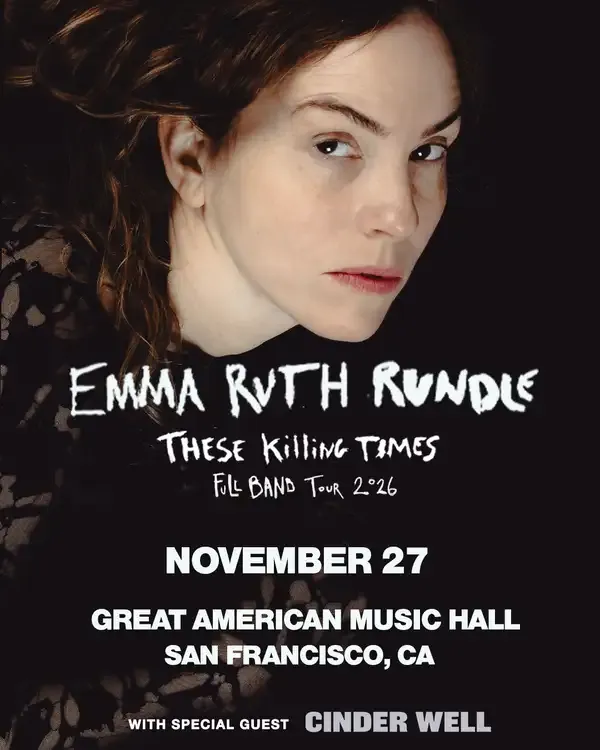 EMMA RUTH RUNDLE
THESE KiLLiNG TiMES
FULL BAND TOUR 2026
NOVEMBER 27
GREAT AMERICAN MUSIC HALL
SAN FRANCISCO, CA
WITH SPECIAL GUEST CINDER WELL